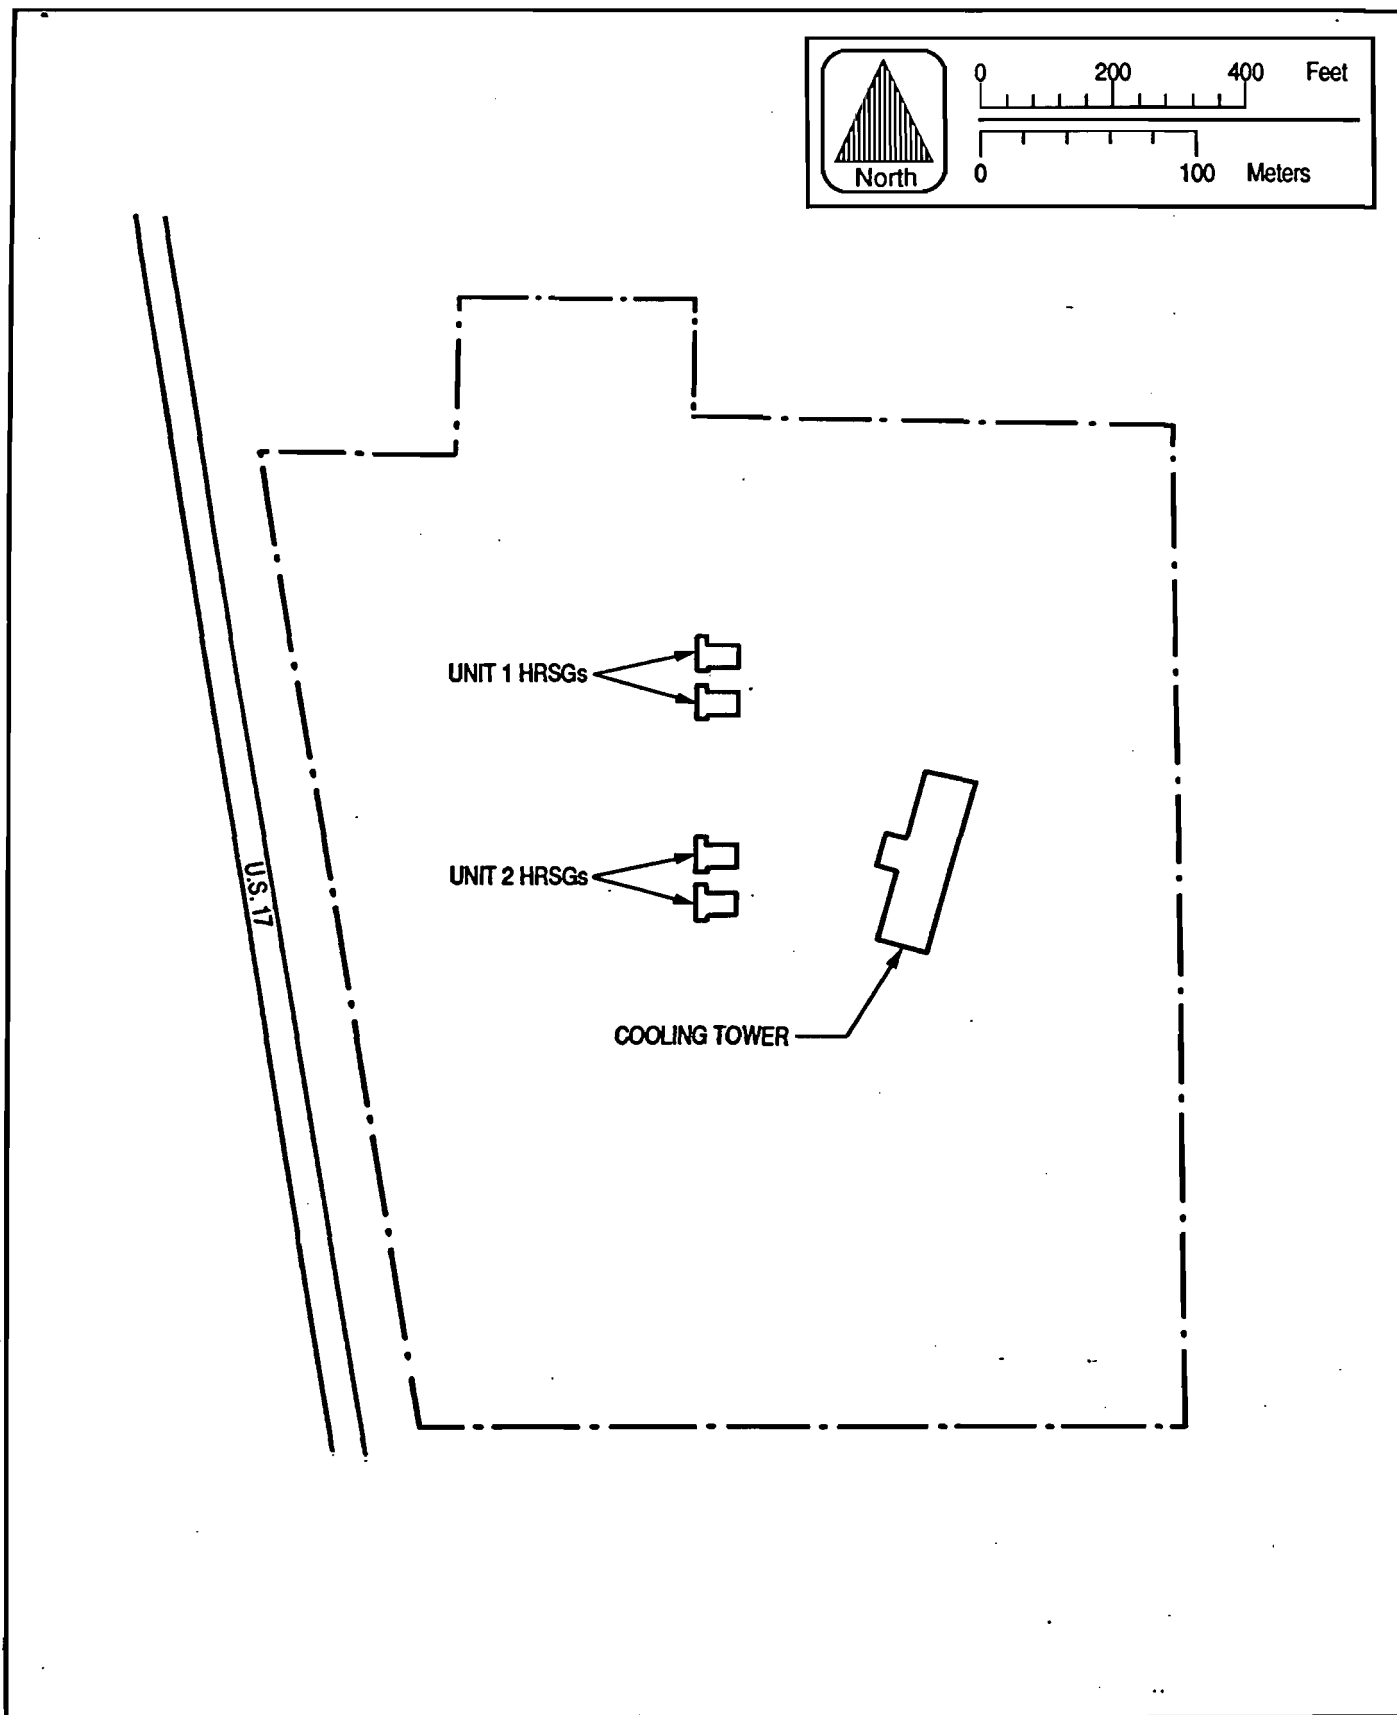 0 200 400 Feet
North
0 100 Meters
UNIT 1 HRSGs
UNIT 2 HRSGs
U.S. 17
COOLING TOWER